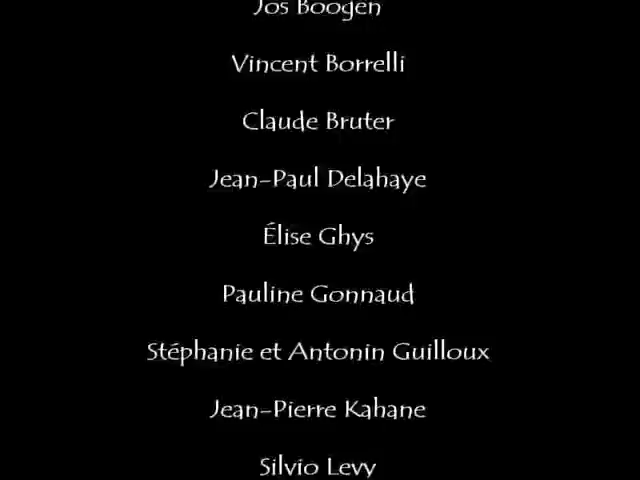 Jos Boogen
Vincent Borrelli
Claude Bruter
Jean-Paul Delahaye
Élise Ghys
Pauline Gonnaud
Stéphanie et Antonin Guilloux
Jean-Pierre Kahane
Silvio Levy